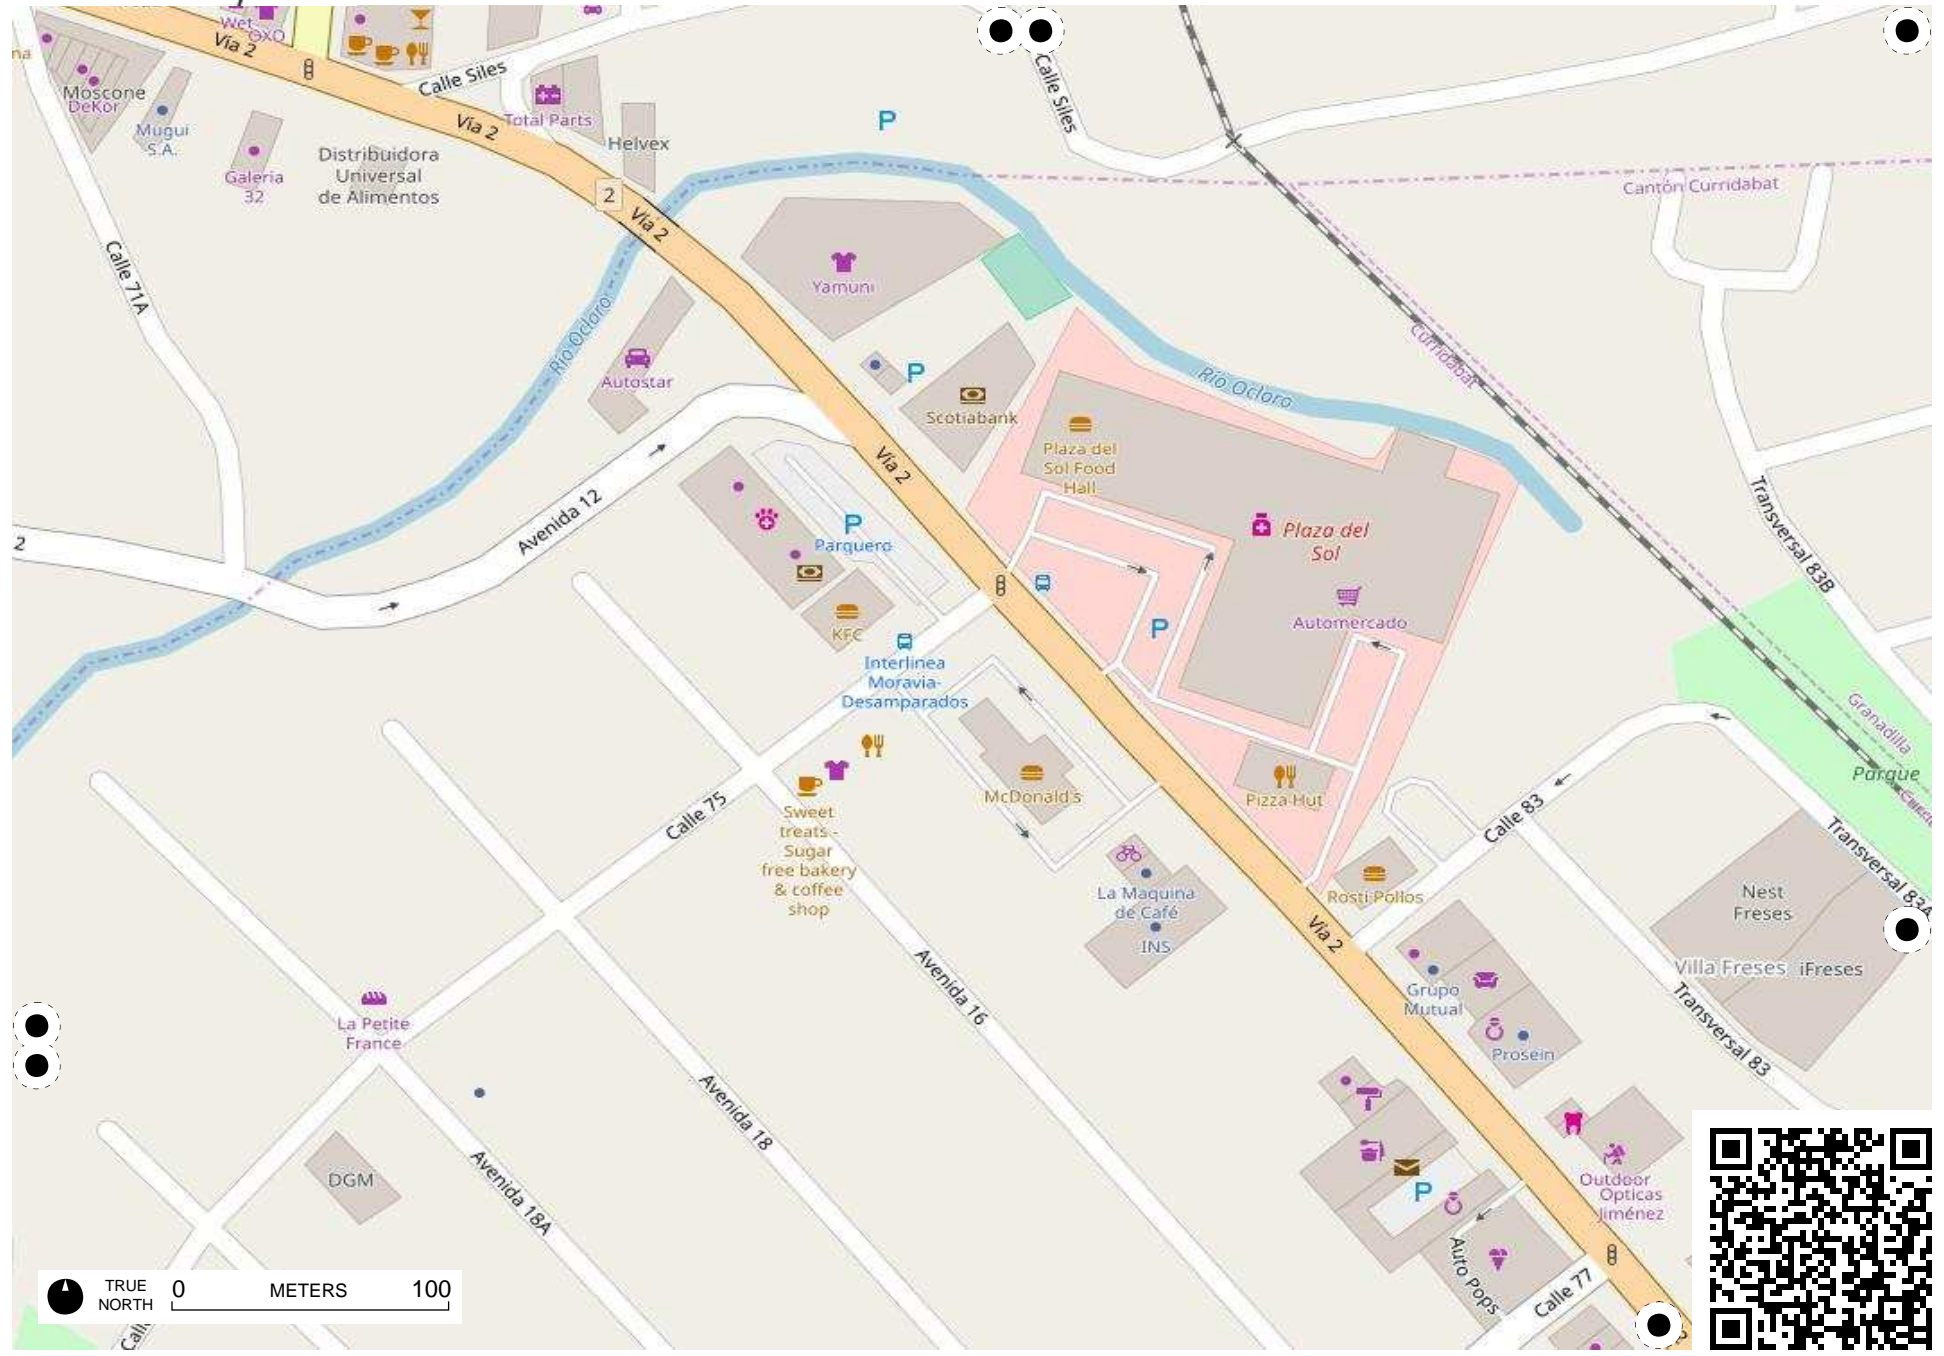 Wet
OXO
Vía 2
na
Moscone
DeKor
Mugui
S.A.
Galeria
32
Calle Siles
Total Parts
Vía 2
Helvex
Distribuidora
Universal
de Alimentos
2
Vía 2
P
Calle Siles
Cantón Curridabat
Calle 71A
Yamuni
Río Ocloro
Autostar
P
Scotiabank
Río Ocloro
Curridabat
Plaza del
Sol Food
Hall
Vía 2
Avenida 12
P
Parquero
Plaza del
Sol
Transversal 83B
2
KFC
P
Automercado
Interlinea
Moravia-
Desamparados
Granadilla
Parque
McDonald's
Pizza Hut
Calle 75
Sweet
treats -
Sugar
free bakery
& coffee
shop
Calle 83
Transversal 83A
La Maquina
de Café
INS
Rosti Pollos
Nest
Freses
Vía 2
Villa Freses
iFreses
Grupo
Mutual
Prosein
Avenida 16
Transversal 83
La Petite
France
Avenida 18
DGM
Avenida 18A
P
Outdoor
Opticas
Jiménez
Auto Pops
Calle 77
TRUE
NORTH
0
METERS
100